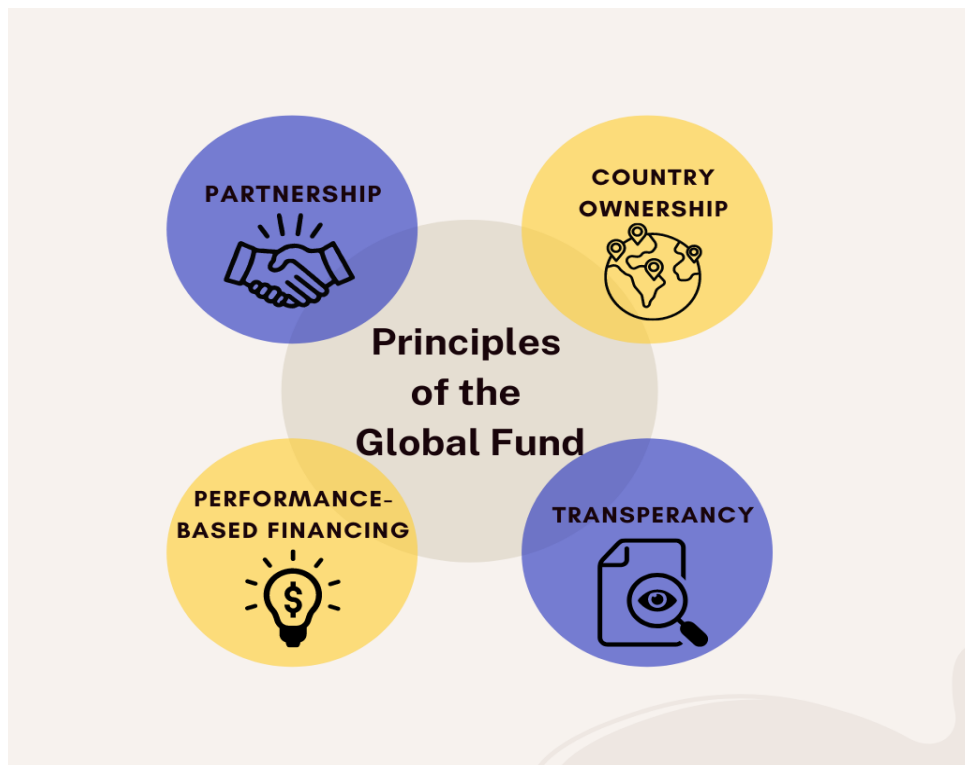 PARTNERSHIP
COUNTRY
OWNERSHIP
Principles
of the
Global Fund
PERFORMANCE-
BASED FINANCING
$
TRANSPERANCY